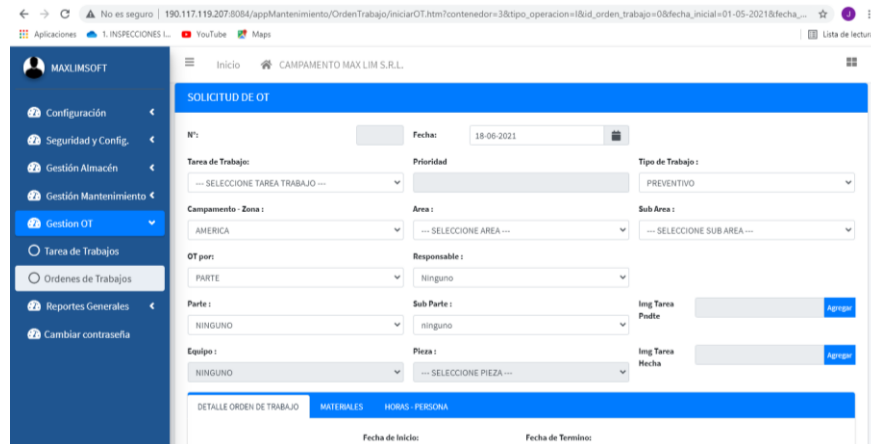 No es seguro | 190.117.119.207:8084/appMantenimiento/OrdenTrabajo/iniciarOT.htm?contenedor=3&tipo_operacion=I&id_orden_trabajo=0&fecha_inicial=01-05-2021&fecha_... J
Aplicaciones 1. INSPECCIONES I... YouTube Maps Lista de lectura
MAXLIMSOFT
Inicio CAMPAMENTO MAX LIM S.R.L.
SOLICITUD DE OT
Configuración
Seguridad y Config.
Gestión Almacén
Gestión Mantenimiento
Gestion OT
Tarea de Trabajos
Ordenes de Trabajos
Reportes Generales
Cambiar contraseña
N°: Fecha: 18-06-2021
Tarea de Trabajo: Prioridad Tipo de Trabajo :
--- SELECCIONE TAREA TRABAJO --- PREVENTIVO
Campamento - Zona : Area : Sub Area :
AMERICA --- SELECCIONE AREA --- --- SELECCIONE SUB AREA ---
OT por: Responsable :
PARTE Ninguno
Parte : Sub Parte : Img Tarea Pndte Agregar
NINGUNO ninguno
Equipo : Pieza : Img Tarea Hecha Agregar
NINGUNO --- SELECCIONE PIEZA ---
DETALLE ORDEN DE TRABAJO MATERIALES HORAS - PERSONA
Fecha de Inicio: Fecha de Termino: